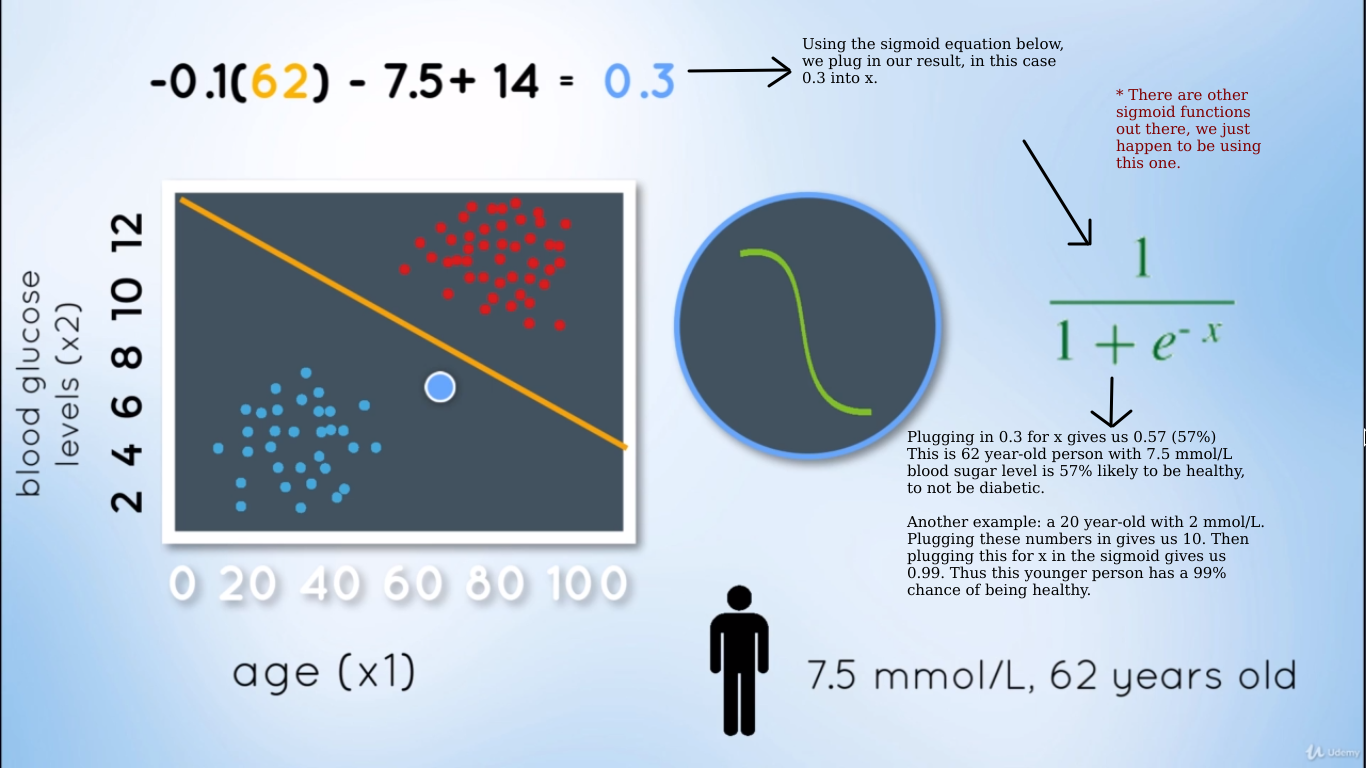 -0.1(62) - 7.5+ 14 = 0.3
Using the sigmoid equation below,
we plug in our result, in this case
0.3 into x.
* There are other
sigmoid functions
out there, we just
happen to be using
this one.
blood glucose
levels (x2)
12
10
8
6
4
2
0 20 40 60 80 100
age (x1)
1
1 + e^-x
Plugging in 0.3 for x gives us 0.57 (57%)
This is 62 year-old person with 7.5 mmol/L
blood sugar level is 57% likely to be healthy,
to not be diabetic.
Another example: a 20 year-old with 2 mmol/L.
Plugging these numbers in gives us 10. Then
plugging this for x in the sigmoid gives us
0.99. Thus this younger person has a 99%
chance of being healthy.
7.5 mmol/L, 62 years old
Udemy